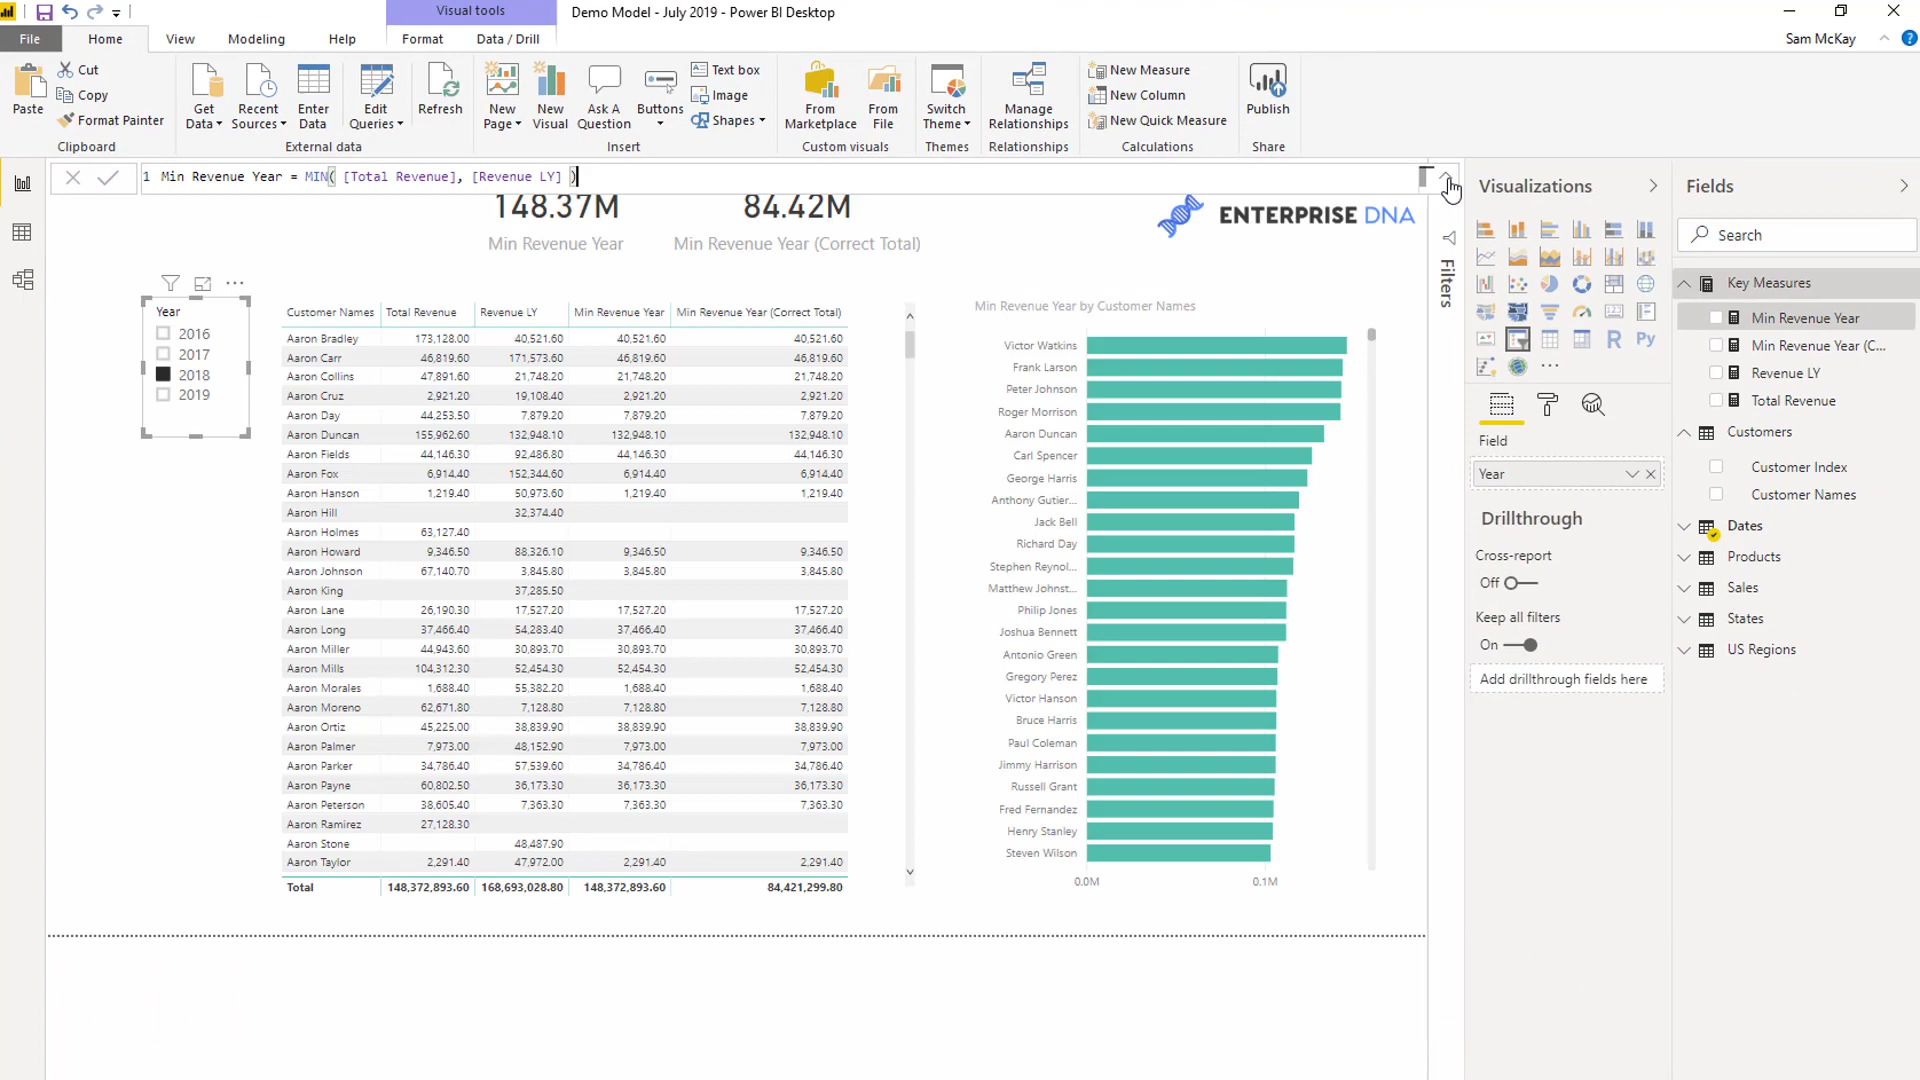 Visual tools
Demo Model - July 2019 - Power BI Desktop
File
Home
View
Modeling
Help
Format
Data / Drill
Sam McKay
?
Paste
Cut
Copy
Format Painter
Clipboard
Get
Data
Recent
Sources
Enter
Data
Edit
Queries
Refresh
External data
New
Page
New
Visual
Ask A
Question
Buttons
Text box
Image
Shapes
Insert
From
Marketplace
From
File
Custom visuals
Switch
Theme
Themes
Manage
Relationships
Relationships
New Measure
New Column
New Quick Measure
Calculations
Publish
Share
1 Min Revenue Year = MIN( [Total Revenue], [Revenue LY] )
148.37M
Min Revenue Year
84.42M
Min Revenue Year (Correct Total)
ENTERPRISE DNA
Year
2016
2017
2018
2019
Customer Names Total Revenue Revenue LY Min Revenue Year Min Revenue Year (Correct Total)
Aaron Bradley 173,128.00 40,521.60 40,521.60 40,521.60
Aaron Carr 46,819.60 171,573.60 46,819.60 46,819.60
Aaron Collins 47,891.60 21,748.20 21,748.20 21,748.20
Aaron Cruz 2,921.20 19,108.40 2,921.20 2,921.20
Aaron Day 44,253.50 7,879.20 7,879.20 7,879.20
Aaron Duncan 155,962.60 132,948.10 132,948.10 132,948.10
Aaron Fields 44,146.30 92,486.80 44,146.30 44,146.30
Aaron Fox 6,914.40 152,344.60 6,914.40 6,914.40
Aaron Hanson 1,219.40 50,973.60 1,219.40 1,219.40
Aaron Hill 32,374.40
Aaron Holmes 63,127.40
Aaron Howard 9,346.50 88,326.10 9,346.50 9,346.50
Aaron Johnson 67,140.70 3,845.80 3,845.80 3,845.80
Aaron King 37,285.50
Aaron Lane 26,190.30 17,527.20 17,527.20 17,527.20
Aaron Long 37,466.40 54,283.40 37,466.40 37,466.40
Aaron Miller 44,943.60 30,893.70 30,893.70 30,893.70
Aaron Mills 104,312.30 52,454.30 52,454.30 52,454.30
Aaron Morales 1,688.40 55,382.20 1,688.40 1,688.40
Aaron Moreno 62,671.80 7,128.80 7,128.80 7,128.80
Aaron Ortiz 45,225.00 38,839.90 38,839.90 38,839.90
Aaron Palmer 7,973.00 48,152.90 7,973.00 7,973.00
Aaron Parker 34,786.40 57,539.60 34,786.40 34,786.40
Aaron Payne 60,802.50 36,173.30 36,173.30 36,173.30
Aaron Peterson 38,605.40 7,363.30 7,363.30 7,363.30
Aaron Ramirez 27,128.30
Aaron Stone 48,487.90
Aaron Taylor 2,291.40 47,972.00 2,291.40 2,291.40
Total 148,372,893.60 168,693,028.80 148,372,893.60 84,421,299.80
Min Revenue Year by Customer Names
Victor Watkins
Frank Larson
Peter Johnson
Roger Morrison
Aaron Duncan
Carl Spencer
George Harris
Anthony Gutier...
Jack Bell
Richard Day
Stephen Reynol...
Matthew Johnst...
Philip Jones
Joshua Bennett
Antonio Green
Gregory Perez
Victor Hanson
Bruce Harris
Paul Coleman
Jimmy Harrison
Russell Grant
Fred Fernandez
Henry Stanley
Steven Wilson
0.0M 0.1M
Filters
Visualizations
R Py
Field
Year
Drillthrough
Cross-report
Off
Keep all filters
On
Add drillthrough fields here
Fields
Search
Key Measures
Min Revenue Year
Min Revenue Year (C...
Revenue LY
Total Revenue
Customers
Customer Index
Customer Names
Dates
Products
Sales
States
US Regions